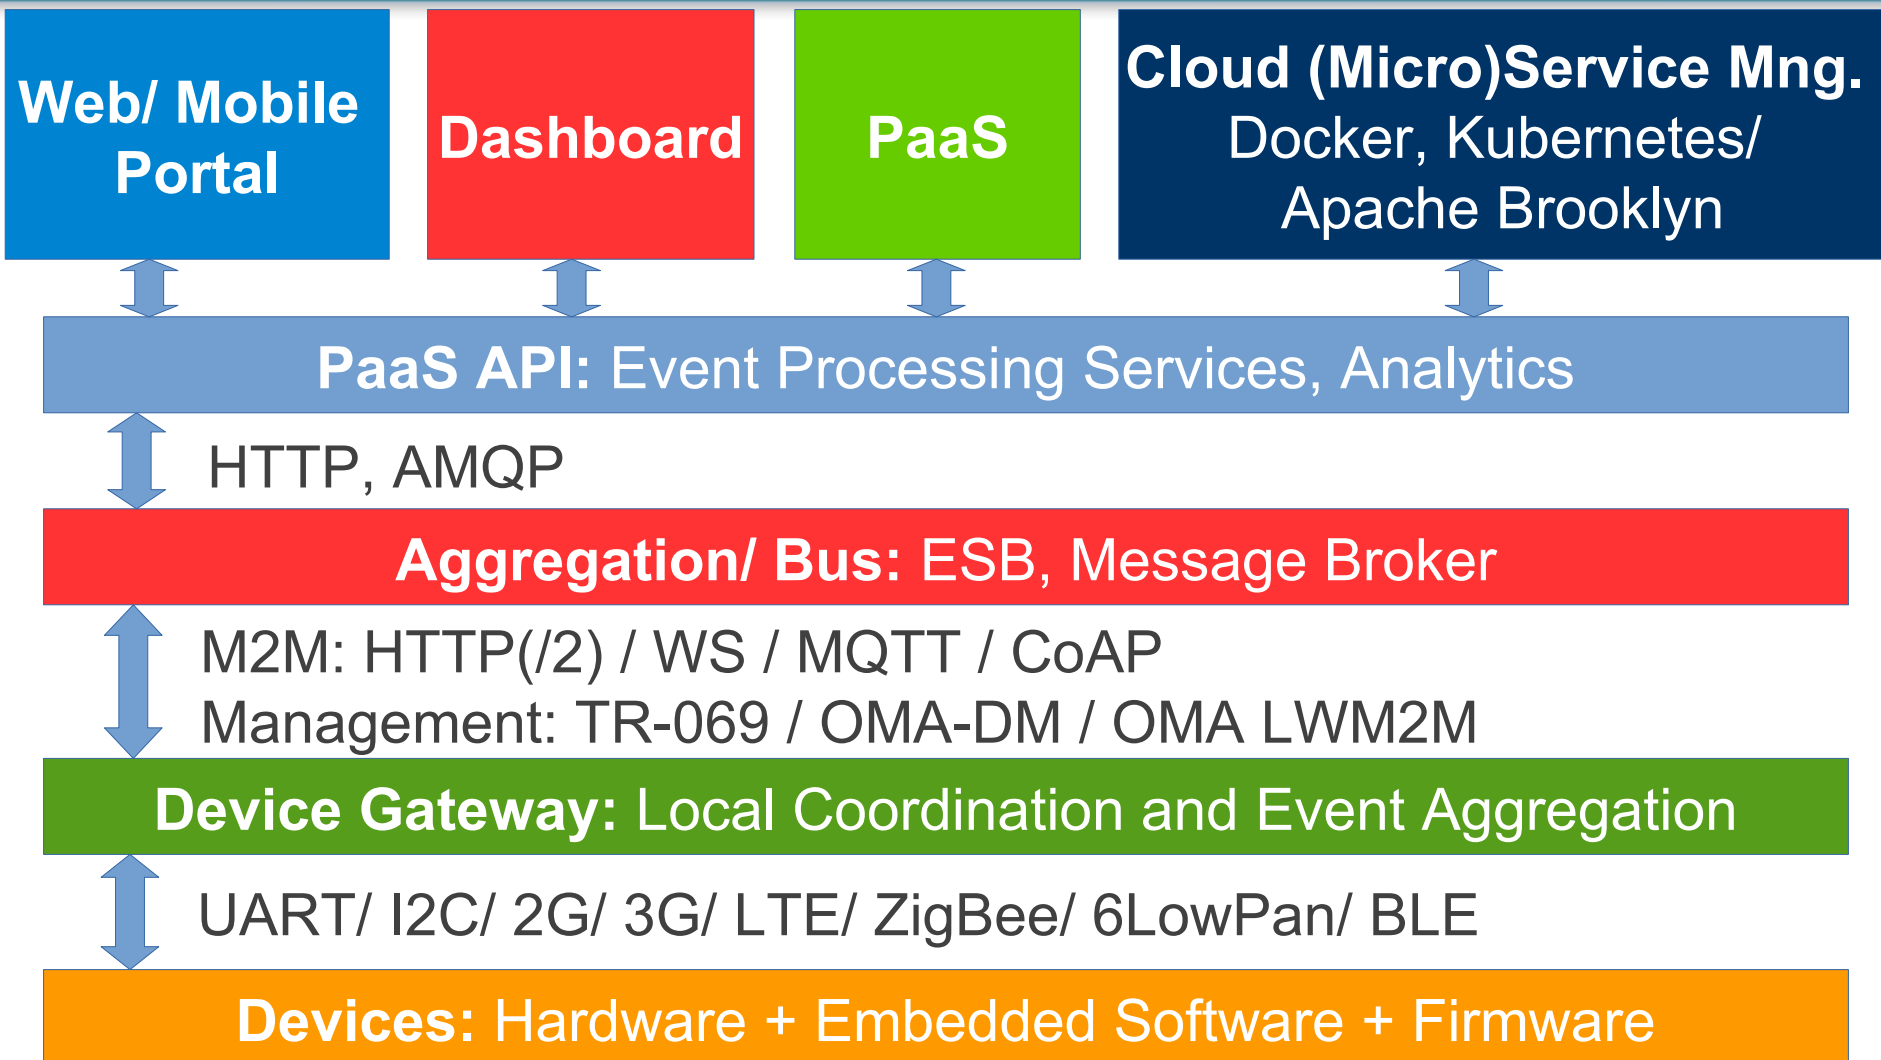 Web/ Mobile
Portal
Dashboard
PaaS
Cloud (Micro)Service Mng.
Docker, Kubernetes/
Apache Brooklyn
PaaS API: Event Processing Services, Analytics
HTTP, AMQP
Aggregation/ Bus: ESB, Message Broker
M2M: HTTP(/2) / WS / MQTT / CoAP
Management: TR-069 / OMA-DM / OMA LWM2M
Device Gateway: Local Coordination and Event Aggregation
UART/ I2C/ 2G/ 3G/ LTE/ ZigBee/ 6LowPan/ BLE
Devices: Hardware + Embedded Software + Firmware